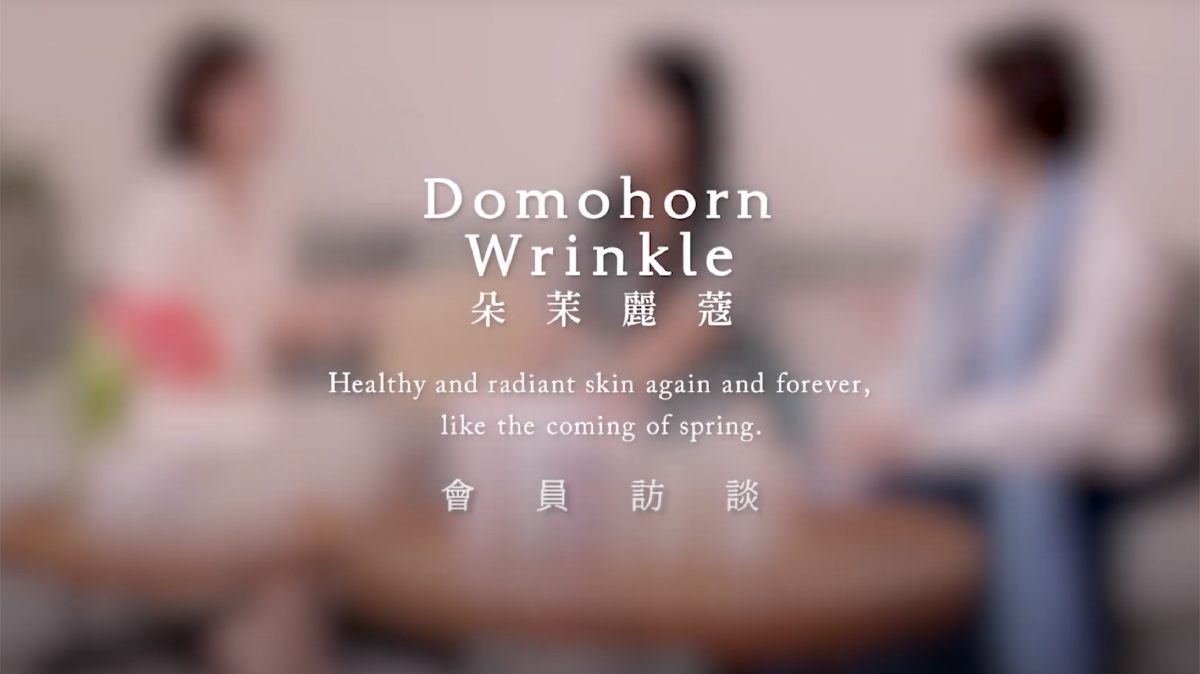 Domohorn
Wrinkle
朵茉麗蔻
Healthy and radiant skin again and forever,
like the coming of spring.
會員訪談